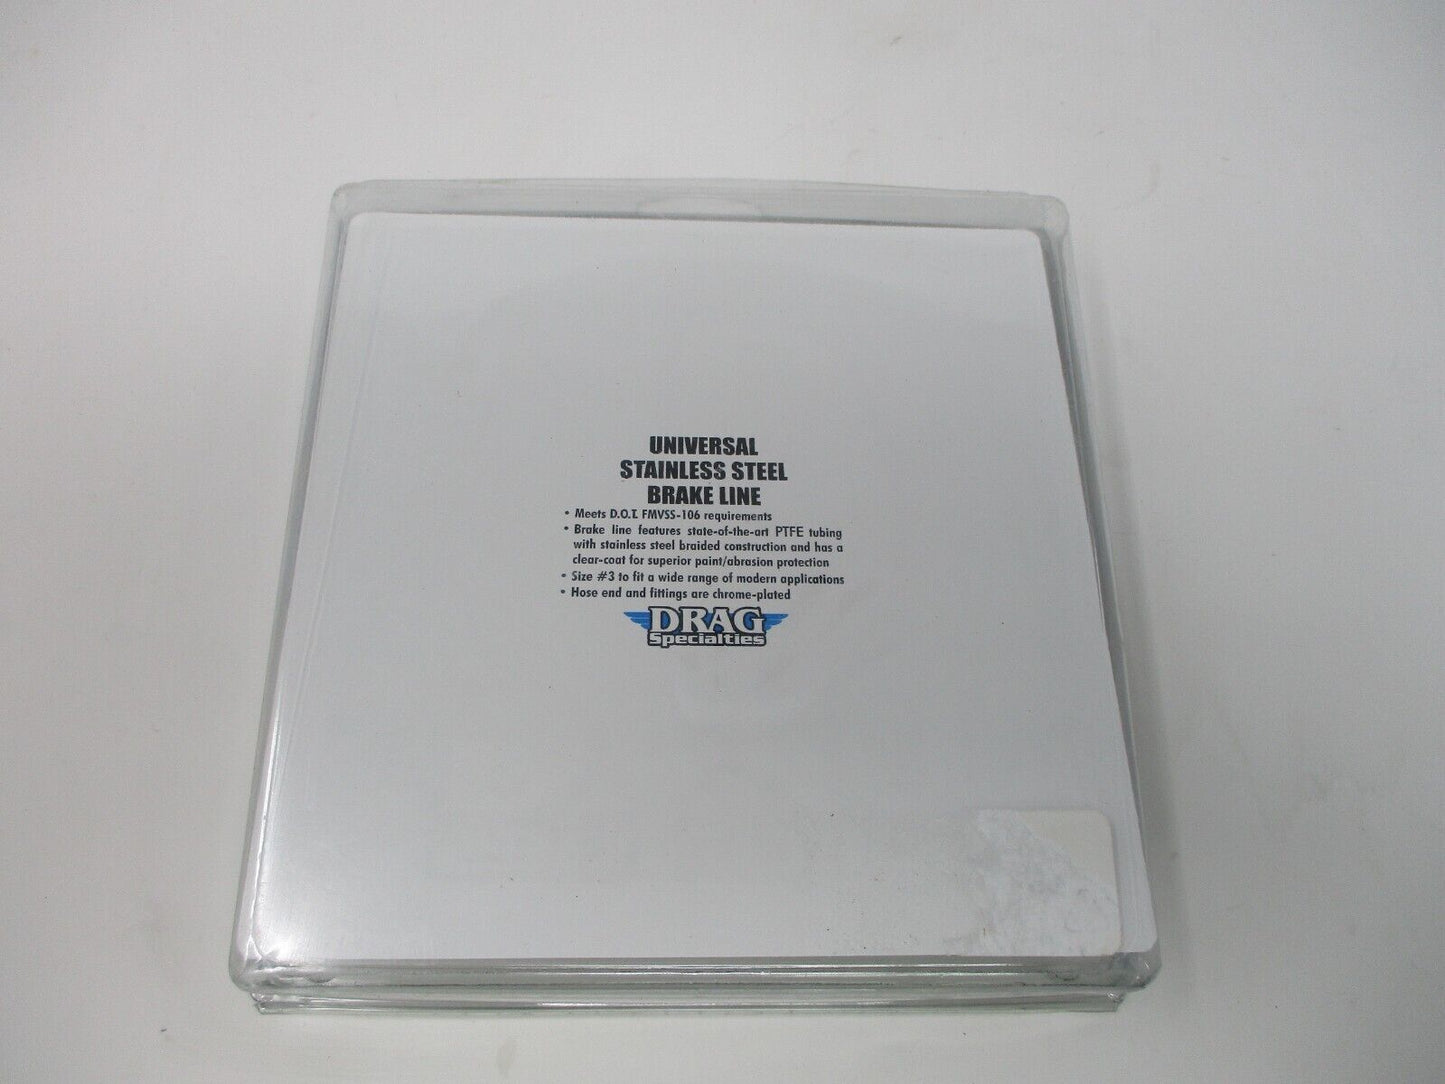 UNIVERSAL
STAINLESS STEEL
BRAKE LINE
• Meets D.O.T. FMVSS-106 requirements
• Brake line features state-of-the-art PTFE tubing
with stainless steel braided construction and has a
clear-coat for superior paint/abrasion protection
• Size #3 to fit a wide range of modern applications
• Hose end and fittings are chrome-plated
DRAG
Specialties